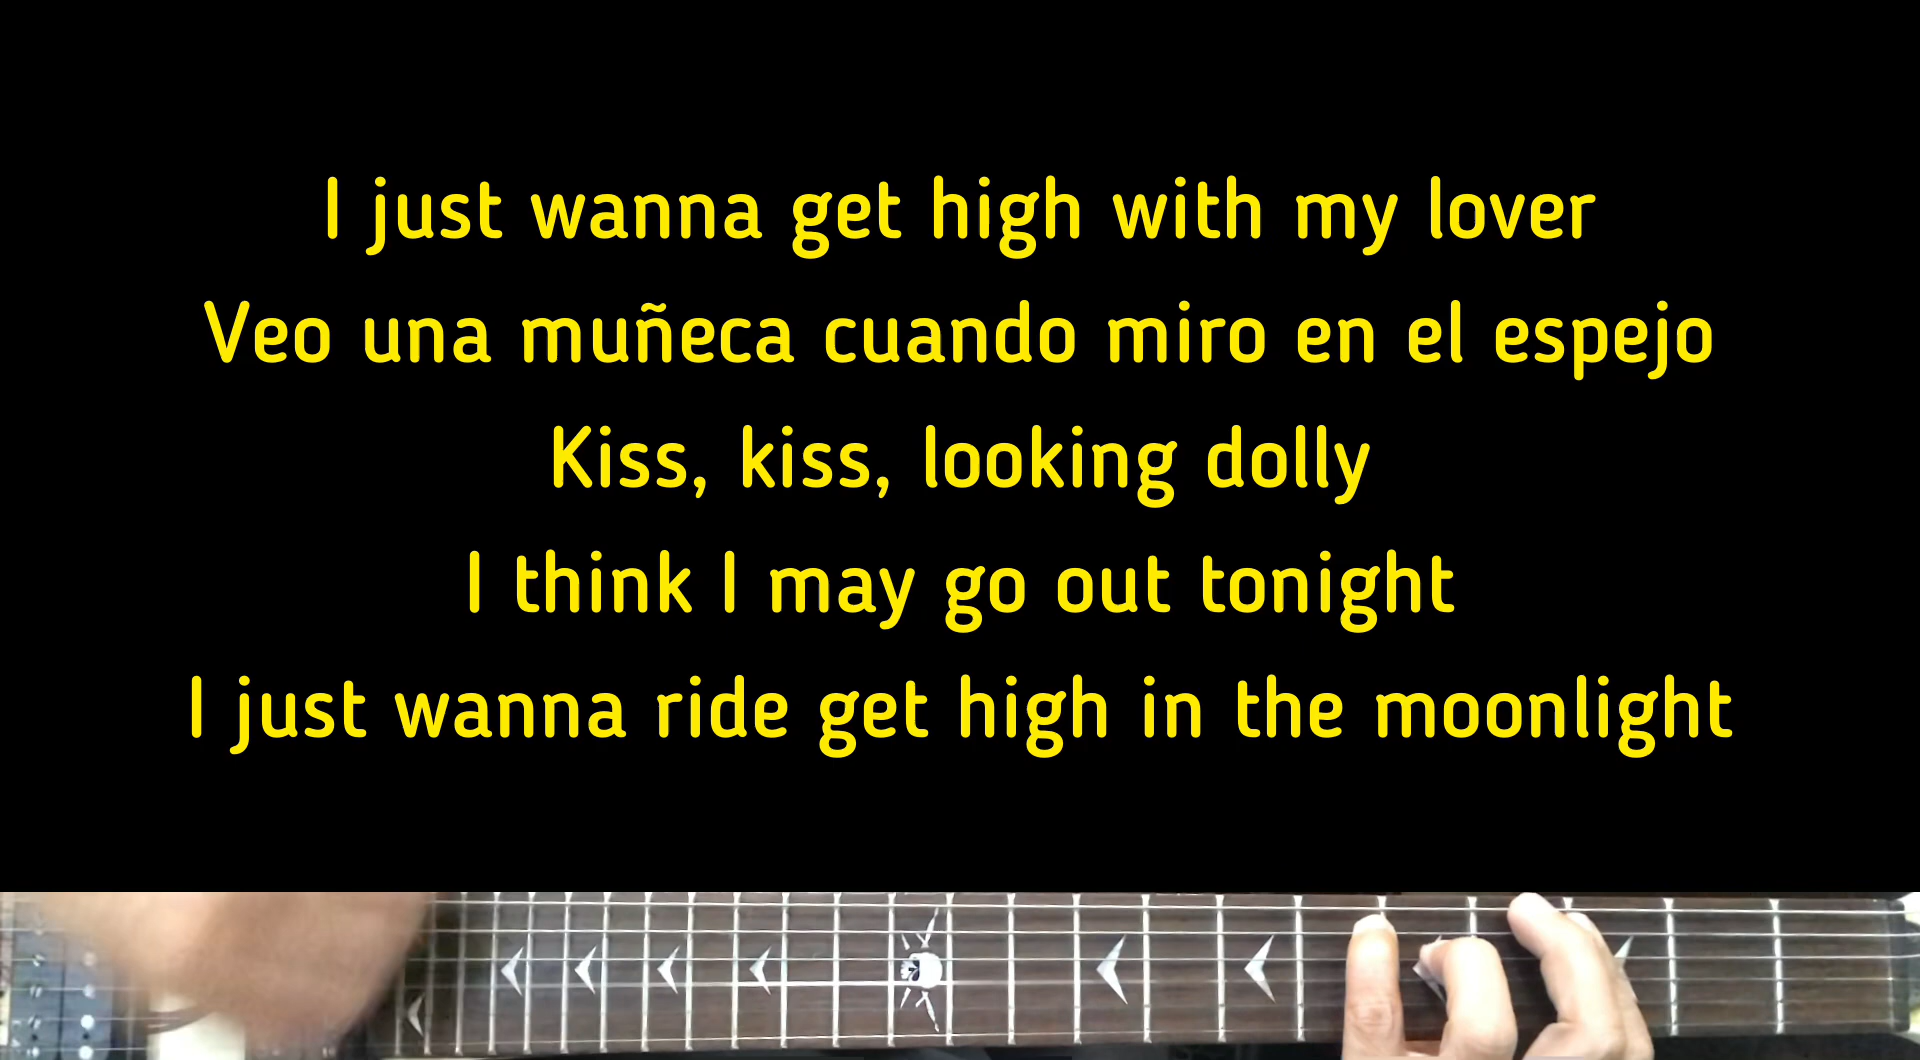 I just wanna get high with my lover
Veo una muñeca cuando miro en el espejo
Kiss, kiss, looking dolly
I think I may go out tonight
I just wanna ride get high in the moonlight